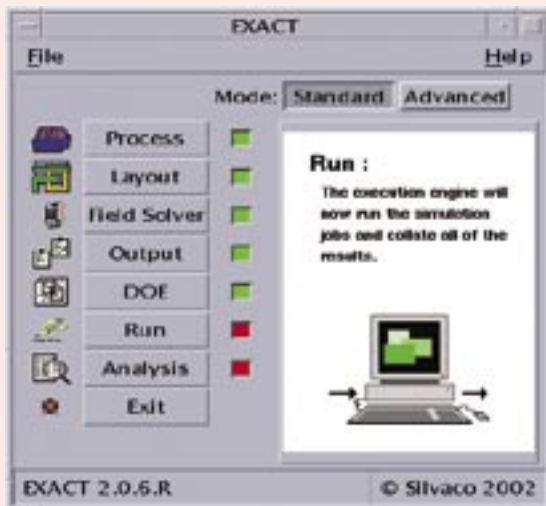 EXACT
File Help
Mode: Standard Advanced
Process
Layout
Field Solver
Output
DOE
Run
Analysis
Exit
Run :
The execution engine will
now run the simulation
jobs and collate all of the
results.
EXACT 2.0.6.R © Silvaco 2002